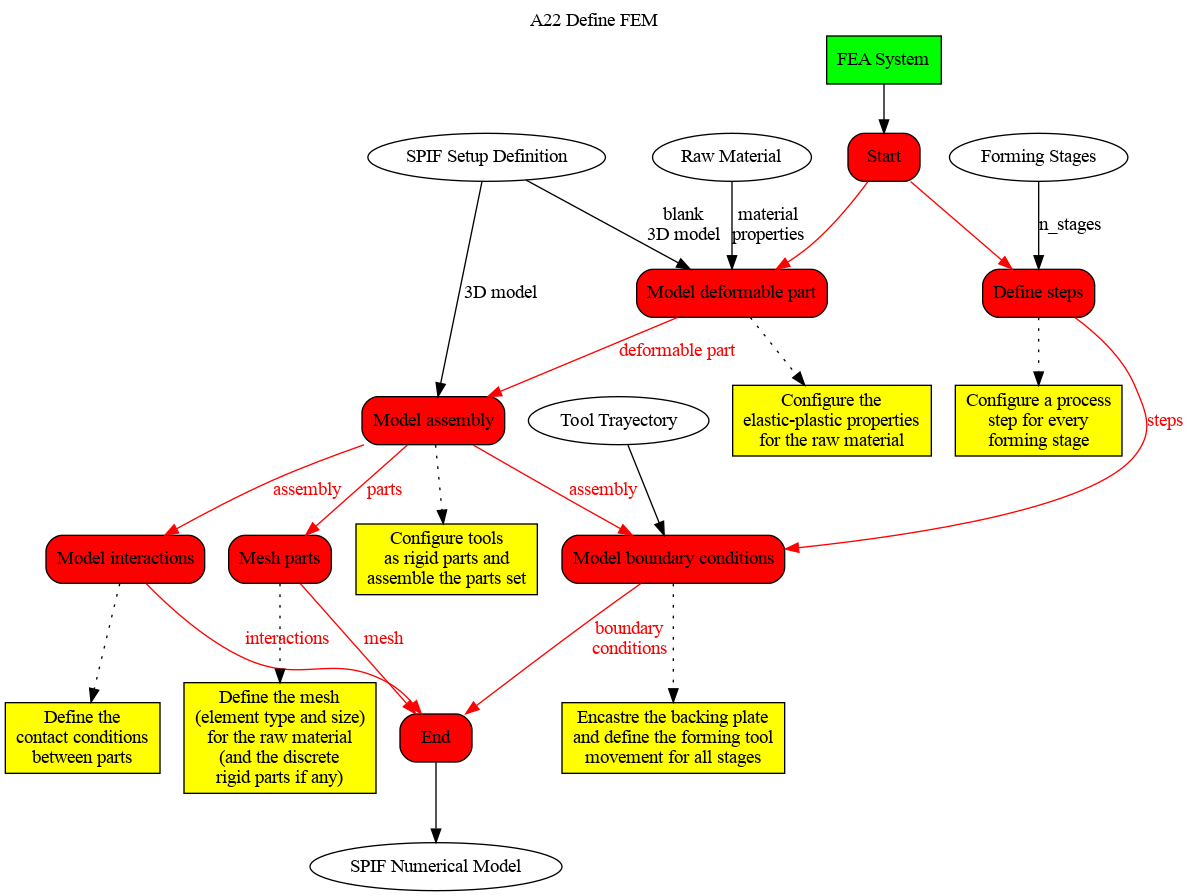 A22 Define FEM
FEA System
SPIF Setup Definition
Raw Material
Start
Forming Stages
blank
3D model
material
properties
n_stages
3D model
Model deformable part
Define steps
deformable part
Configure the
elastic-plastic properties
for the raw material
Configure a process
step for every
forming stage
steps
Model assembly
Tool Trayectory
assembly
parts
assembly
Model interactions
Mesh parts
Configure tools
as rigid parts and
assemble the parts set
Model boundary conditions
interactions
mesh
boundary
conditions
Define the
contact conditions
between parts
Define the mesh
(element type and size)
for the raw material
(and the discrete
rigid parts if any)
End
Encastre the backing plate
and define the forming tool
movement for all stages
SPIF Numerical Model